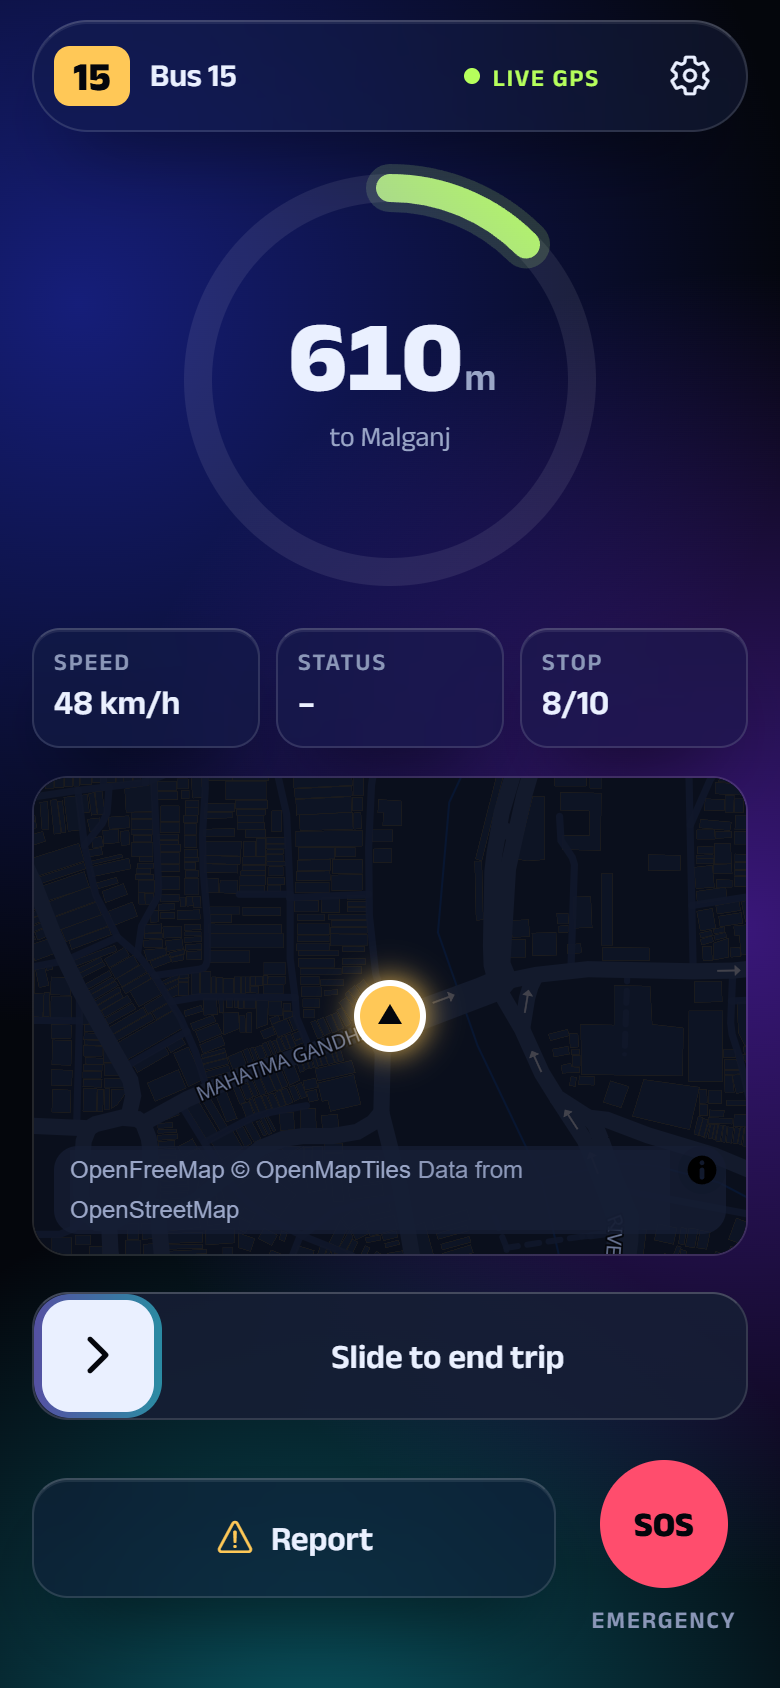 15 Bus 15 LIVE GPS
610m
to Malganj
SPEED STATUS STOP
48 km/h – 8/10
MAHATMA GANDH
OpenFreeMap © OpenMapTiles Data from
OpenStreetMap
Slide to end trip
Report
SOS
EMERGENCY